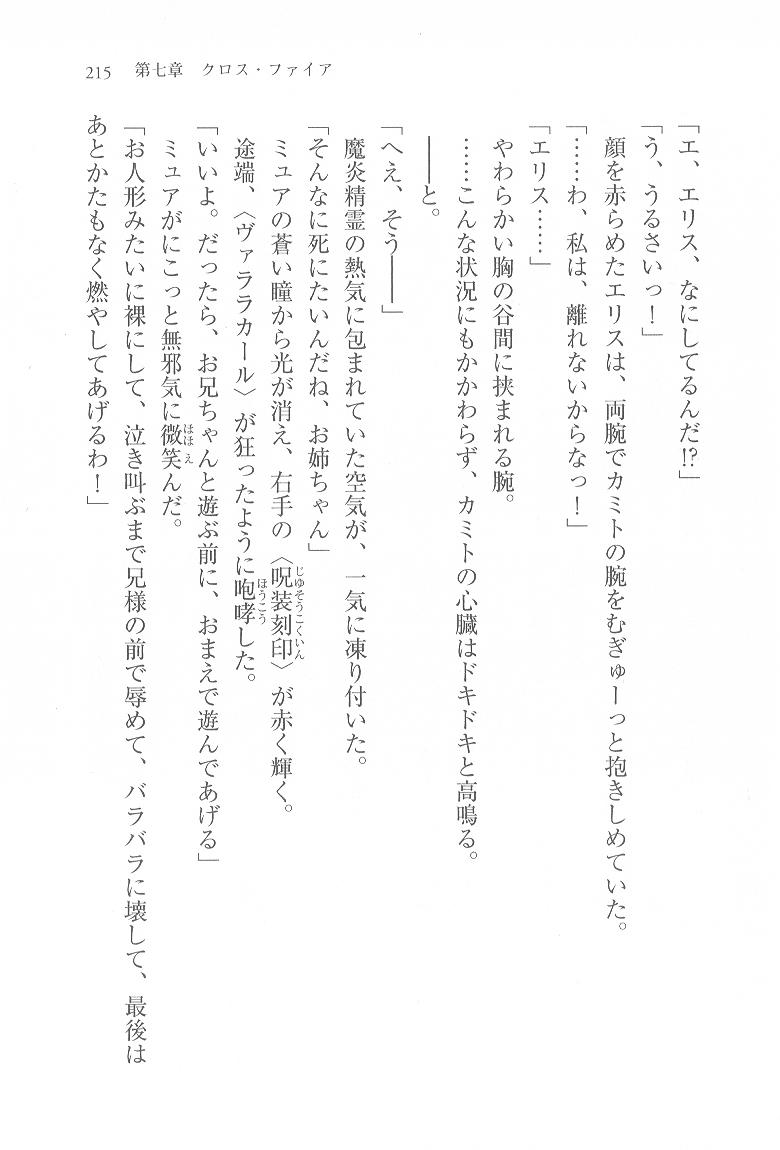 215　第七章　クロス・ファイア
「エ、エリス、なにしてるんだ!?」
「う、うるさいっ！」
顔を赤らめたエリスは、両腕でカミトの腕をむぎゅーっと抱きしめていた。
「……わ、私は、離れないからなっ！」
「エリス……」
やわらかい胸の谷間に挟まれる腕。
……こんな状況にもかかわらず、カミトの心臓はドキドキと高鳴る。
――と。
「へえ、そう――」
魔炎精霊の熱気に包まれていた空気が、一気に凍り付いた。
「そんなに死にたいんだね、お姉ちゃん」
ミュアの蒼い瞳から光が消え、右手の〈呪装刻印〉が赤く輝く。
じゆそうこくいん
途端、〈ヴァララカール〉が狂ったように咆哮した。
ほうこう
「いいよ。だったら、お兄ちゃんと遊ぶ前に、おまえで遊んであげる」
ミュアがにこっと無邪気に微笑んだ。
ほほえ
「お人形みたいに裸にして、泣き叫ぶまで兄様の前で辱めて、バラバラに壊して、最後は
あとかたもなく燃やしてあげるわ！」